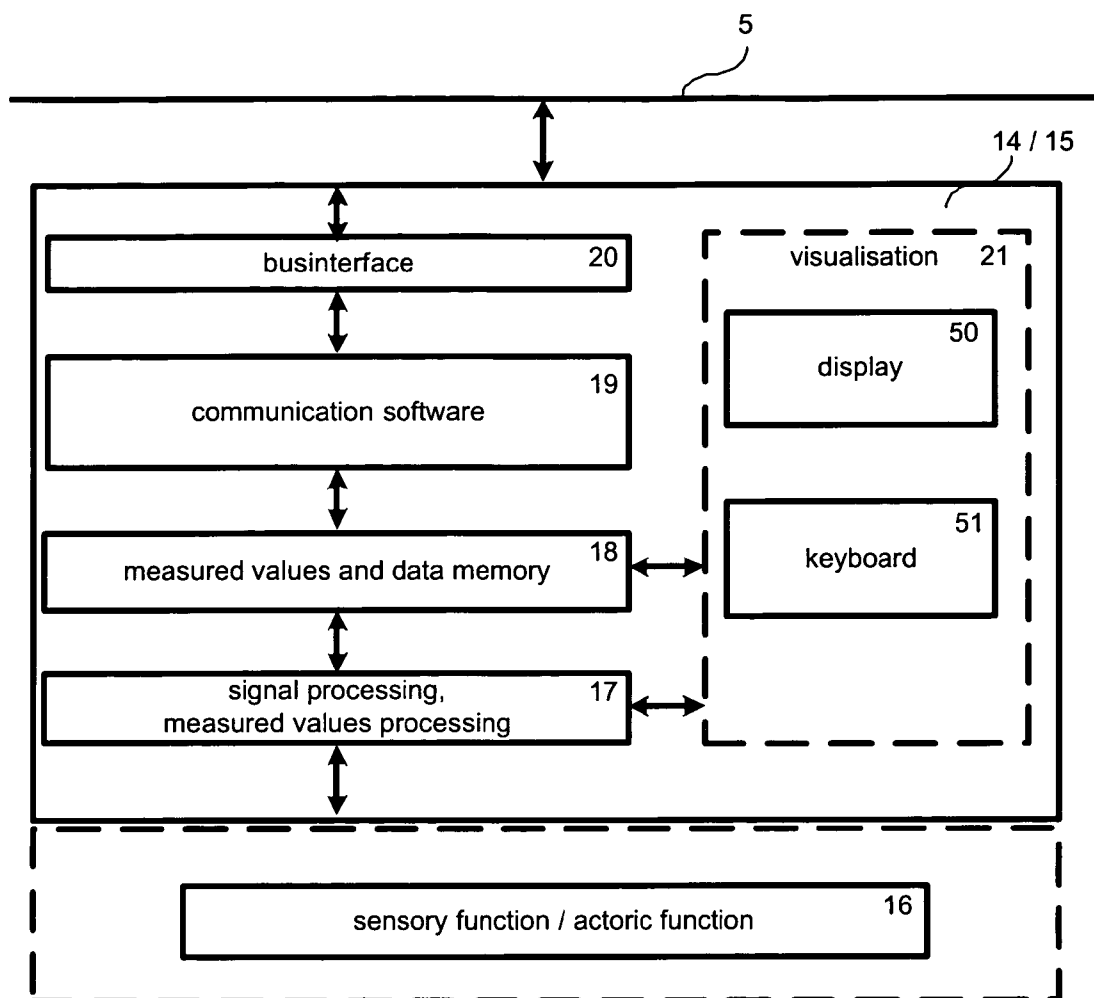 5
14 / 15
businterface 20
visualisation 21
display 50
communication software 19
keyboard 51
measured values and data memory 18
signal processing, 17
measured values processing
sensory function / actoric function 16